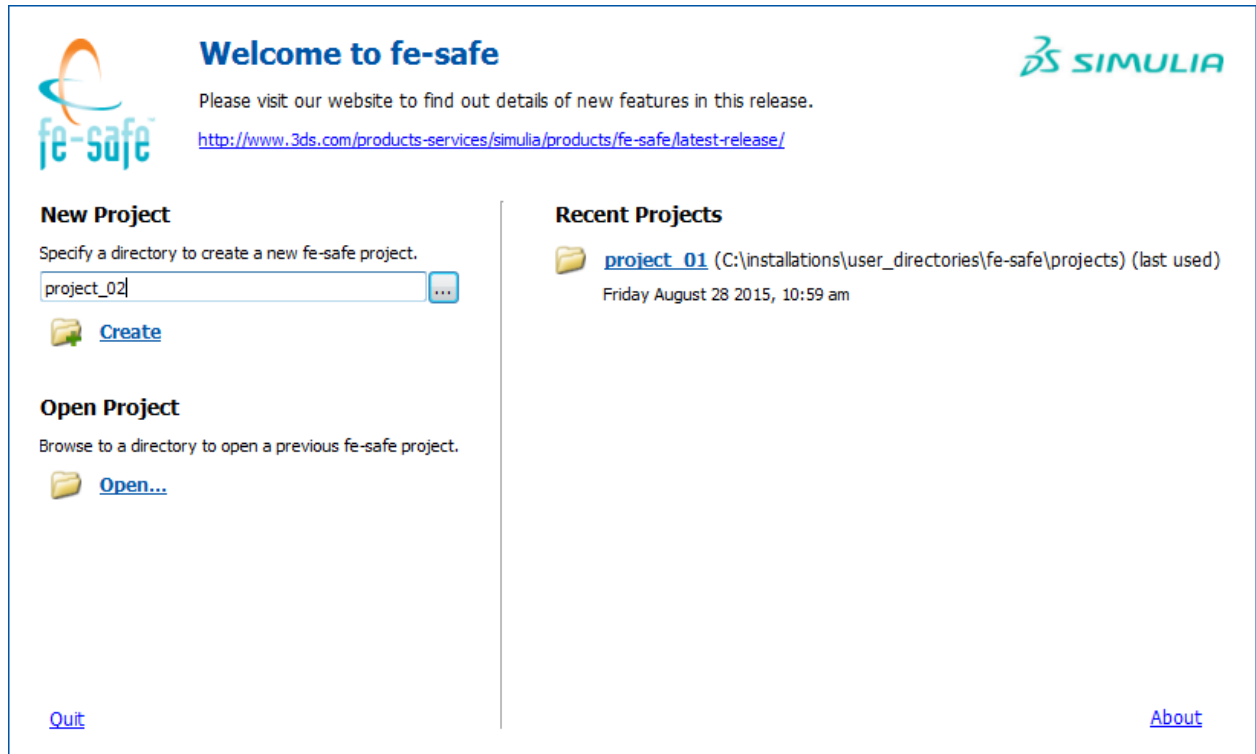 Welcome to fe-safe
Please visit our website to find out details of new features in this release.
http://www.3ds.com/products-services/simulia/products/fe-safe/latest-release/
fe-safe™
3DS SIMULIA
New Project
Specify a directory to create a new fe-safe project.
project_02
...
Create
Open Project
Browse to a directory to open a previous fe-safe project.
Open...
Recent Projects
project_01 (C:\installations\user_directories\fe-safe\projects) (last used)
Friday August 28 2015, 10:59 am
Quit
About